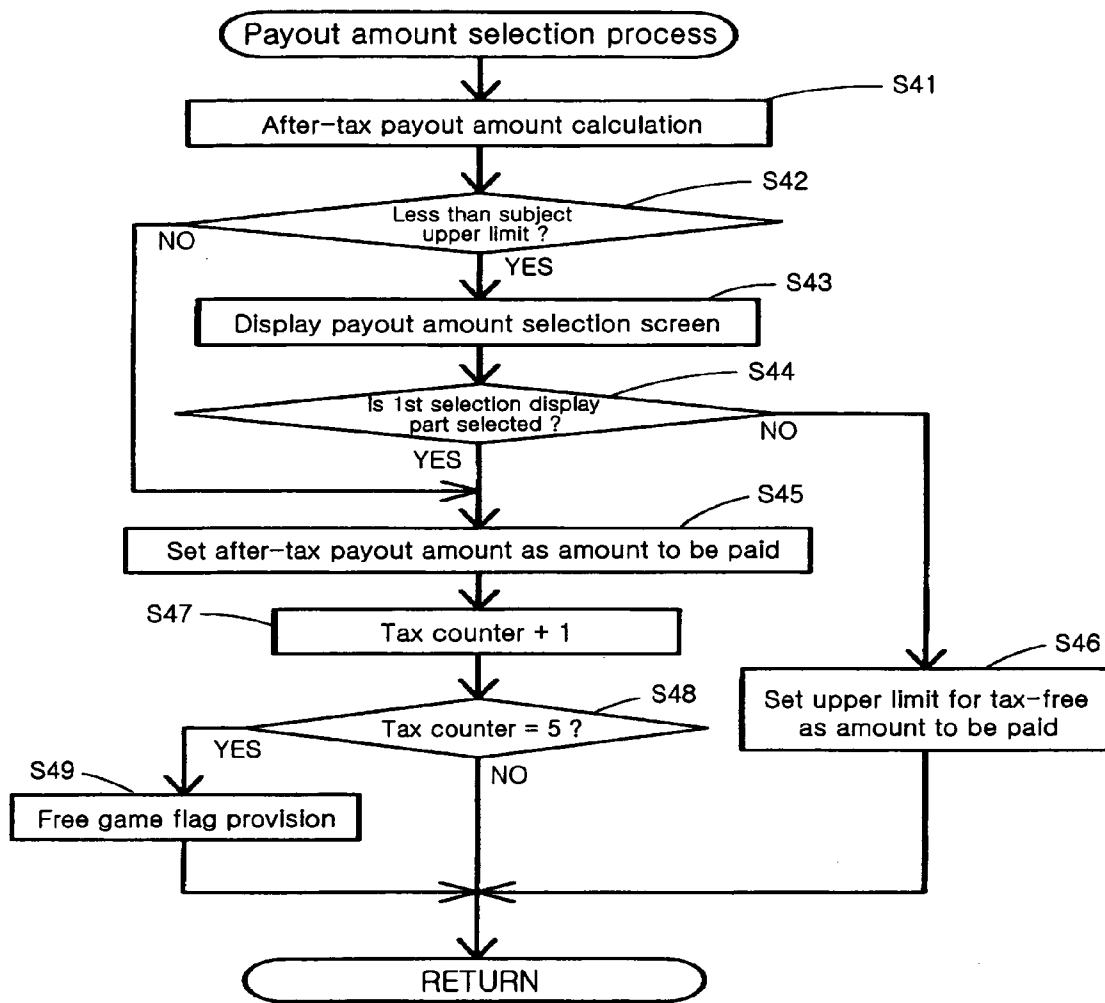 Payout amount selection process
S41
After-tax payout amount calculation
S42
Less than subject
upper limit ?
NO
YES
S43
Display payout amount selection screen
S44
Is 1st selection display
part selected ?
NO
YES
S45
Set after-tax payout amount as amount to be paid
S47
Tax counter + 1
S46
Set upper limit for tax-free
as amount to be paid
S48
Tax counter = 5 ?
YES
NO
S49
Free game flag provision
RETURN